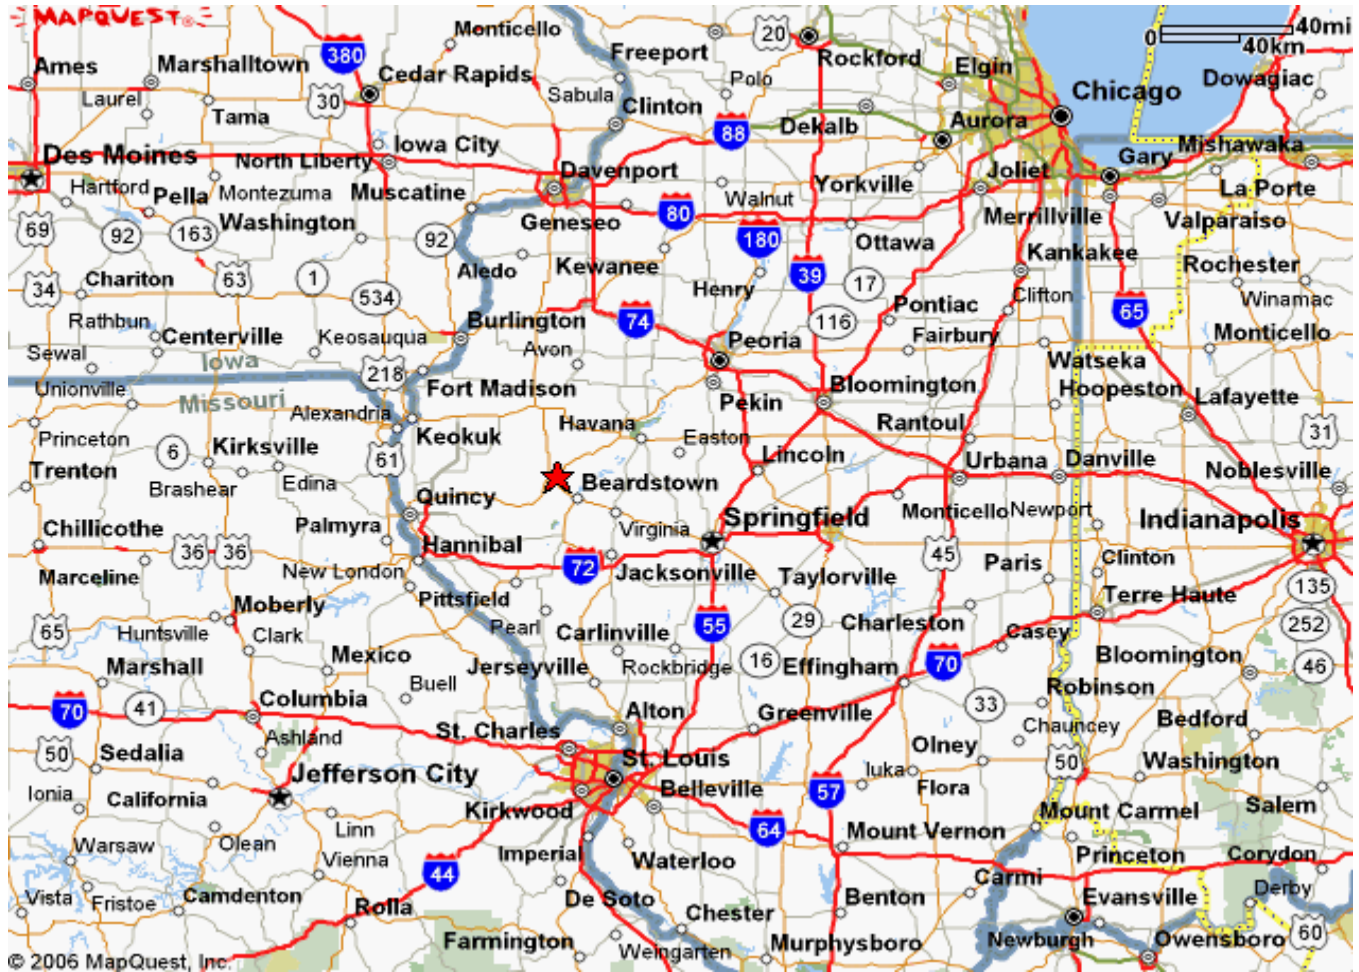 MAPQUEST
Monticello
Freeport
20
Rockford
0
40mi
40km
Elgin
Dowagiac
380
Ames
Marshalltown
Cedar Rapids
Polo
Chicago
Laurel
30
Sabula
Clinton
Tama
88
Dekalb
Aurora
Des Moines
North Liberty
Iowa City
Davenport
Joliet
Gary
Mishawaka
Hartford
Pella
Montezuma
Muscatine
Walnut
Yorkville
La Porte
69
92
163
Washington
92
Geneseo
80
180
Merrillville
Valparaiso
Ottawa
Kankakee
34
Chariton
63
1
534
Aledo
Kewanee
Henry
39
17
Rochester
Winamac
Rathbun
Centerville
Keosauqua
Burlington
74
116
Pontiac
Clifton
65
Fairbury
Monticello
Sewal
Iowa
Avon
Peoria
Watseka
Unionville
Missouri
218
Fort Madison
Bloomington
Hoopeston
Lafayette
Alexandria
Pekin
Princeton
6
Kirksville
Keokuk
Havana
Easton
Rantoul
31
Trenton
61
Lincoln
Urbana
Danville
Noblesville
Brashear
Edina
Quincy
Beardstown
Chillicothe
Palmyra
Virginia
Springfield
Monticello
Newport
Indianapolis
36
36
Hannibal
45
Marceline
New London
72
Jacksonville
Taylorville
Paris
Clinton
135
Moberly
Pittsfield
Terre Haute
65
Huntsville
Clark
Pearl
Carlinville
55
29
Charleston
Casey
252
Marshall
Mexico
Jerseyville
Rockbridge
16
Effingham
70
Bloomington
46
Buell
Robinson
70
41
Columbia
Alton
Greenville
33
Chauncey
Bedford
50
Sedalia
Ashland
St. Charles
Olney
50
Washington
Jefferson City
St. Louis
Iuka
Ionia
California
Kirkwood
Belleville
57
Flora
Salem
Linn
64
Mount Vernon
Mount Carmel
Warsaw
Olean
Vienna
Imperial
Waterloo
Princeton
Corydon
44
Vista
Fristoe
Camdenton
Rolla
De Soto
Chester
Benton
Carmi
Evansville
Derby
Farmington
Weingarten
Murphysboro
Newburgh
Owensboro
60
© 2006 MapQuest, Inc.